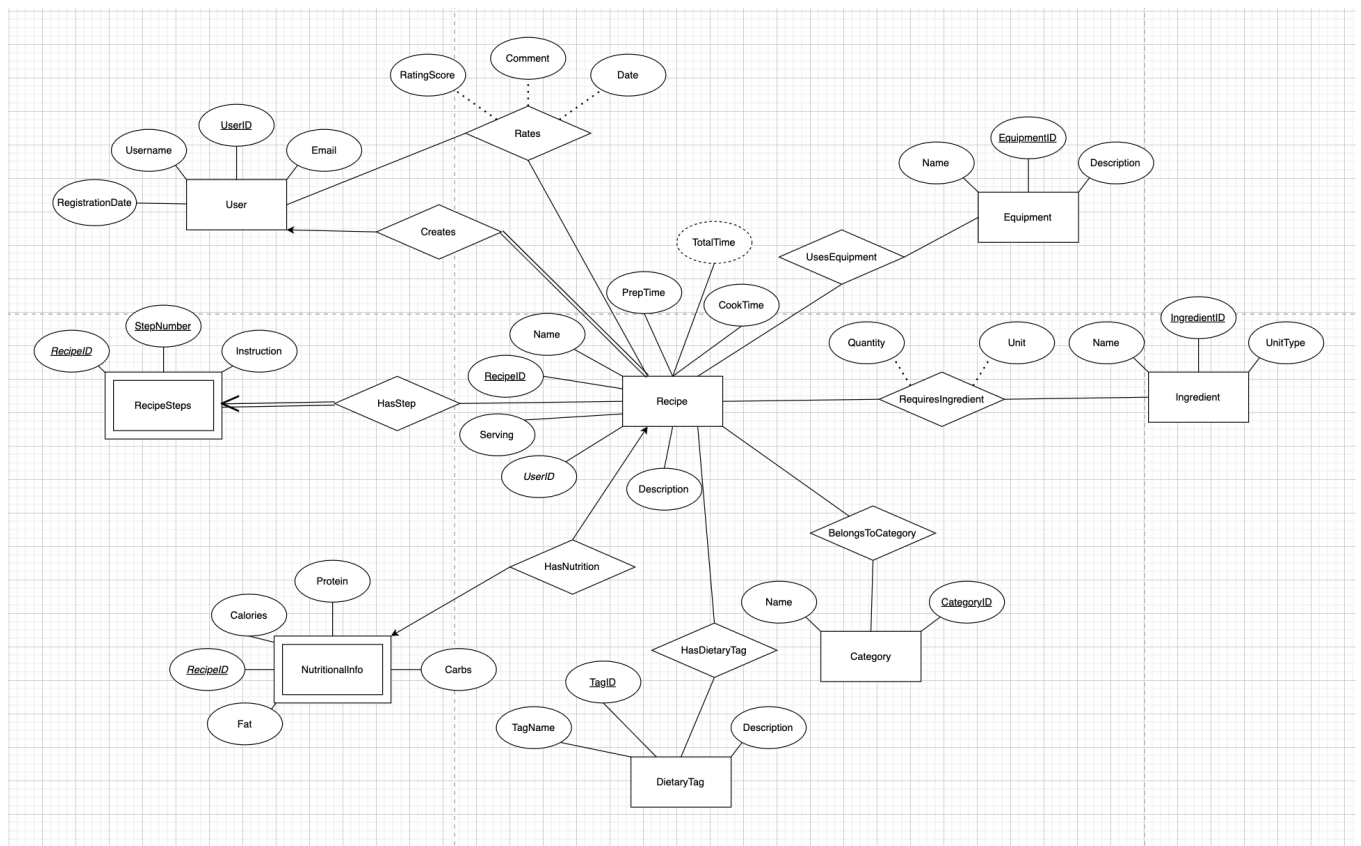 Comment
RatingScore
Date
UserID
Rates
Username
Email
EquipmentID
Name
Description
RegistrationDate
User
Equipment
Creates
TotalTime
UsesEquipment
PrepTime
CookTime
StepNumber
IngredientID
Name
RecipeID
Instruction
Quantity
Unit
Name
UnitType
RecipeID
RecipeSteps
HasStep
Recipe
RequiresIngredient
Ingredient
Serving
UserID
Description
BelongsToCategory
HasNutrition
Protein
Calories
Name
CategoryID
RecipeID
NutritionalInfo
Carbs
HasDietaryTag
Category
TagID
Fat
TagName
Description
DietaryTag